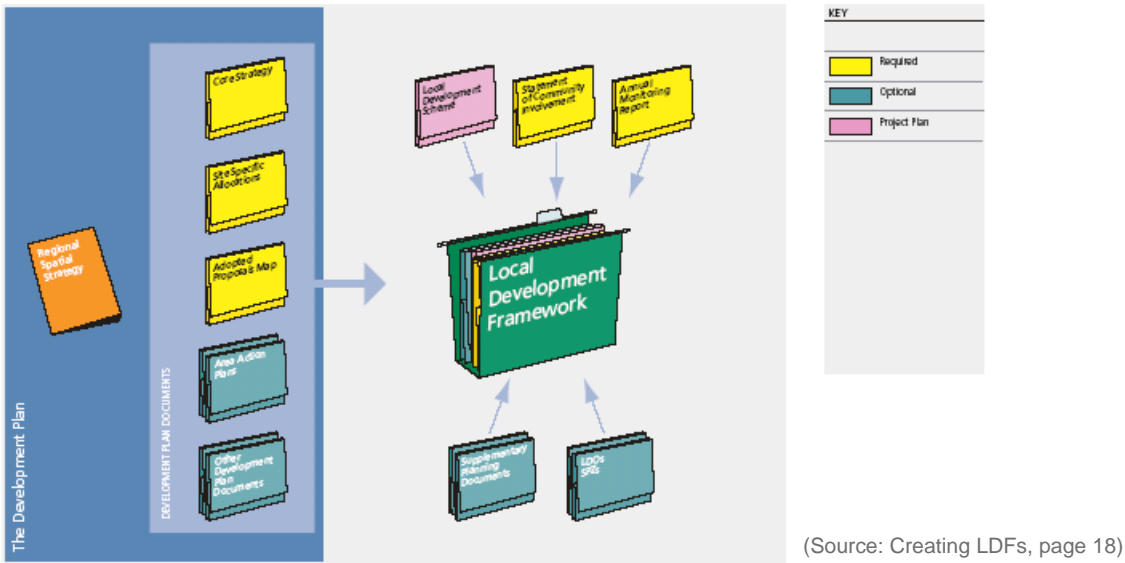 Core Strategy
Site Specific
Allocations
Adopted
Proposals Map
Area Action
Plans
Other
Development
Plan
Documents
DEVELOPMENT PLAN DOCUMENTS
Regional
Spatial
Strategy
The Development Plan
Local
Development
Scheme
Statement
of Community
Involvement
Annual
Monitoring
Report
Local
Development
Framework
Supplementary
Planning
Documents
LDOs
SPZs
KEY
Required
Optional
Project Plan
(Source: Creating LDFs, page 18)